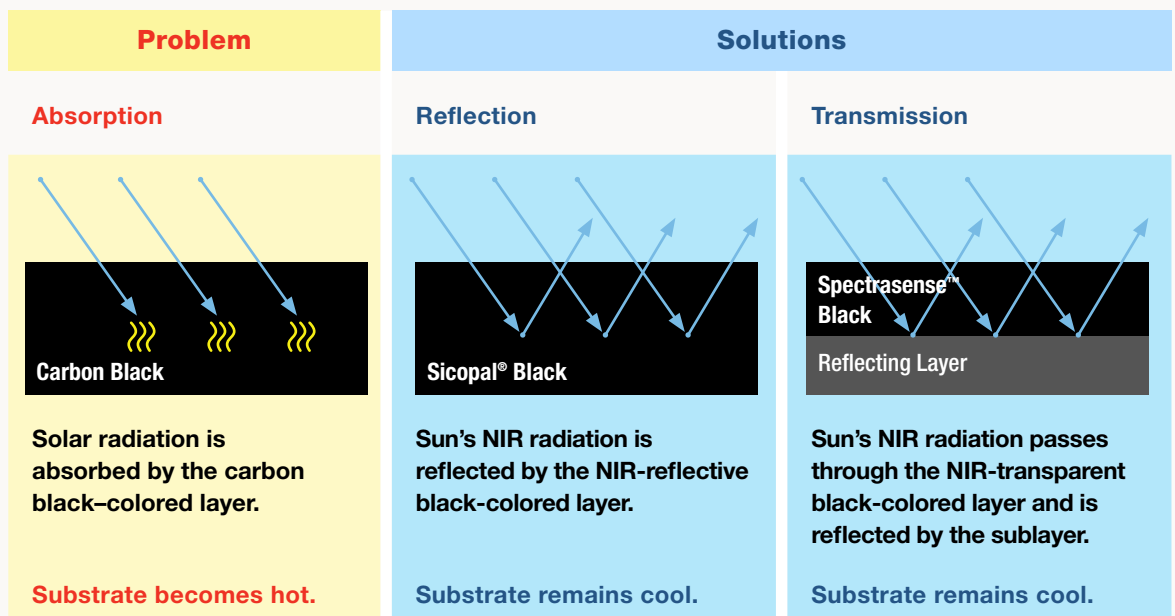 Problem
Solutions
Absorption
Reflection
Transmission
Carbon Black
Sicopal® Black
Spectrasense™
Black
Reflecting Layer
Solar radiation is
absorbed by the carbon
black–colored layer.
Sun’s NIR radiation is
reflected by the NIR-reflective
black-colored layer.
Sun’s NIR radiation passes
through the NIR-transparent
black-colored layer and is
reflected by the sublayer.
Substrate becomes hot.
Substrate remains cool.
Substrate remains cool.